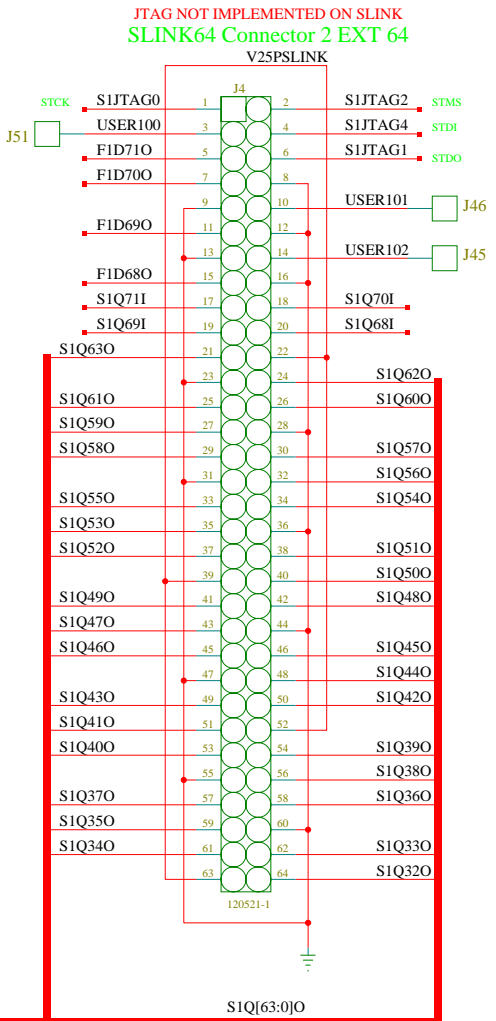 JTAG NOT IMPLEMENTED ON SLINK
SLINK64 Connector 2 EXT 64
V25PSLINK
J4
STCK S1JTAG0 1 2 S1JTAG2 STMS
J51 USER100 3 4 S1JTAG4 STDI
F1D71O 5 6 S1JTAG1 STDO
F1D70O 7 8
9 10 USER101 J46
F1D69O 11 12
13 14 USER102 J45
F1D68O 15 16
S1Q71I 17 18 S1Q70I
S1Q69I 19 20 S1Q68I
S1Q63O 21 22
23 24 S1Q62O
S1Q61O 25 26 S1Q60O
S1Q59O 27 28
S1Q58O 29 30 S1Q57O
31 32 S1Q56O
S1Q55O 33 34 S1Q54O
S1Q53O 35 36
S1Q52O 37 38 S1Q51O
39 40 S1Q50O
S1Q49O 41 42 S1Q48O
S1Q47O 43 44
S1Q46O 45 46 S1Q45O
47 48 S1Q44O
S1Q43O 49 50 S1Q42O
S1Q41O 51 52
S1Q40O 53 54 S1Q39O
55 56 S1Q38O
S1Q37O 57 58 S1Q36O
S1Q35O 59 60
S1Q34O 61 62 S1Q33O
63 64 S1Q32O
120521-1
S1Q[63:0]O